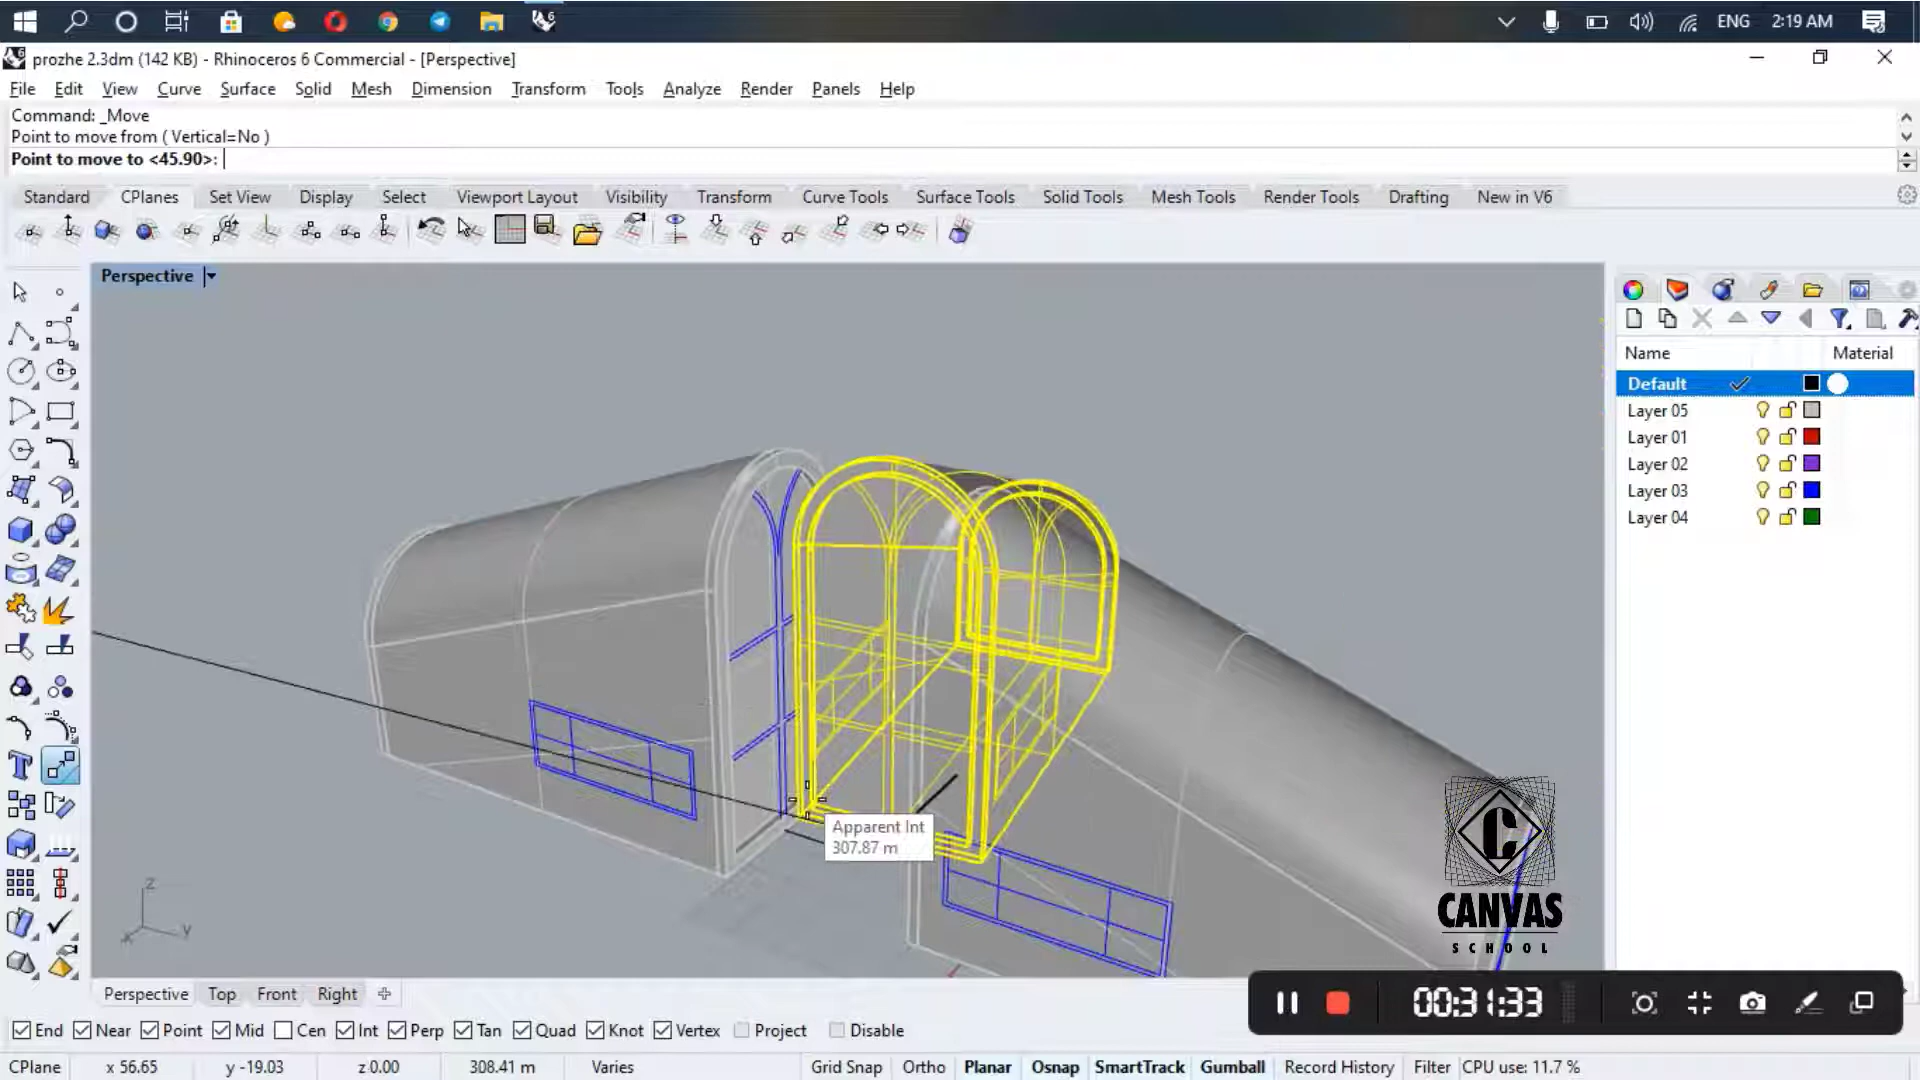 ENG 2:19 AM
prozhe 2.3dm (142 KB) - Rhinoceros 6 Commercial - [Perspective]
File Edit View Curve Surface Solid Mesh Dimension Transform Tools Analyze Render Panels Help
Command: _Move
Point to move from ( Vertical=No )
Point to move to <45.90>:
Standard CPlanes Set View Display Select Viewport Layout Visibility Transform Curve Tools Surface Tools Solid Tools Mesh Tools Render Tools Drafting New in V6
Perspective
Name Material
Default
Layer 05
Layer 01
Layer 02
Layer 03
Layer 04
Apparent Int
307.87 m
z
x y
C
CANVAS
SCHOOL
Perspective Top Front Right
00:31:33
End Near Point Mid Cen Int Perp Tan Quad Knot Vertex Project Disable
CPlane x 56.65 y -19.03 z 0.00 308.41 m Varies Grid Snap Ortho Planar Osnap SmartTrack Gumball Record History Filter CPU use: 11.7 %